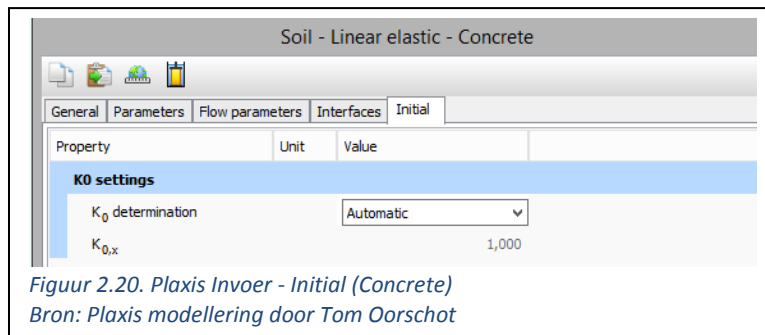 Soil - Linear elastic - Concrete
General Parameters Flow parameters Interfaces Initial
Property Unit Value
K0 settings
K0 determination Automatic
K0,x 1,000
Figuur 2.20. Plaxis Invoer - Initial (Concrete)
Bron: Plaxis modellering door Tom Oorschot